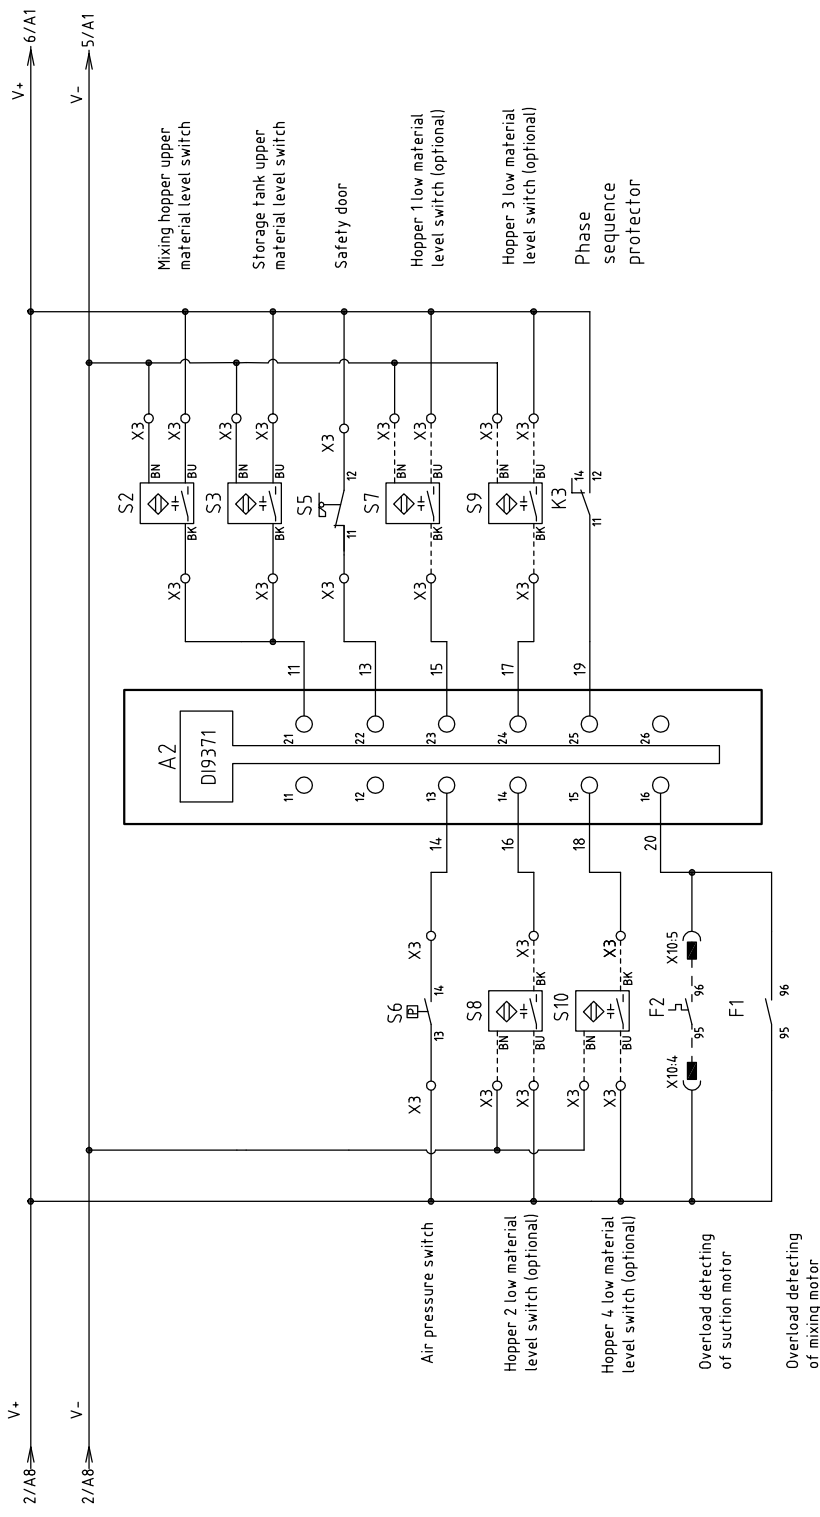 2/A8
V+
V+
6/A1
2/A8
V-
V-
5/A1
Mixing hopper upper
material level switch
Storage tank upper
material level switch
Safety door
Hopper 1 low material
level switch (optional)
Hopper 3 low material
level switch (optional)
Phase
sequence
protector
S2
X3
X3
X3
BN
BU
BK
S3
X3
X3
X3
BN
BU
BK
S5
X3
X3
11
12
S7
X3
X3
X3
BN
BU
BK
S9
X3
X3
X3
BN
BU
BK
K3
14
12
11
11
13
15
17
19
A2
DI9371
21
22
23
24
25
26
11
12
13
14
15
16
14
16
18
20
S6
P
X3
X3
13
14
S8
X3
X3
X3
BN
BU
BK
S10
X3
X3
X3
BN
BU
BK
F2
X10:4
X10:5
95
96
F1
95
96
Air pressure switch
Hopper 2 low material
level switch (optional)
Hopper 4 low material
level switch (optional)
Overload detecting
of suction motor
Overload detecting
of mixing motor